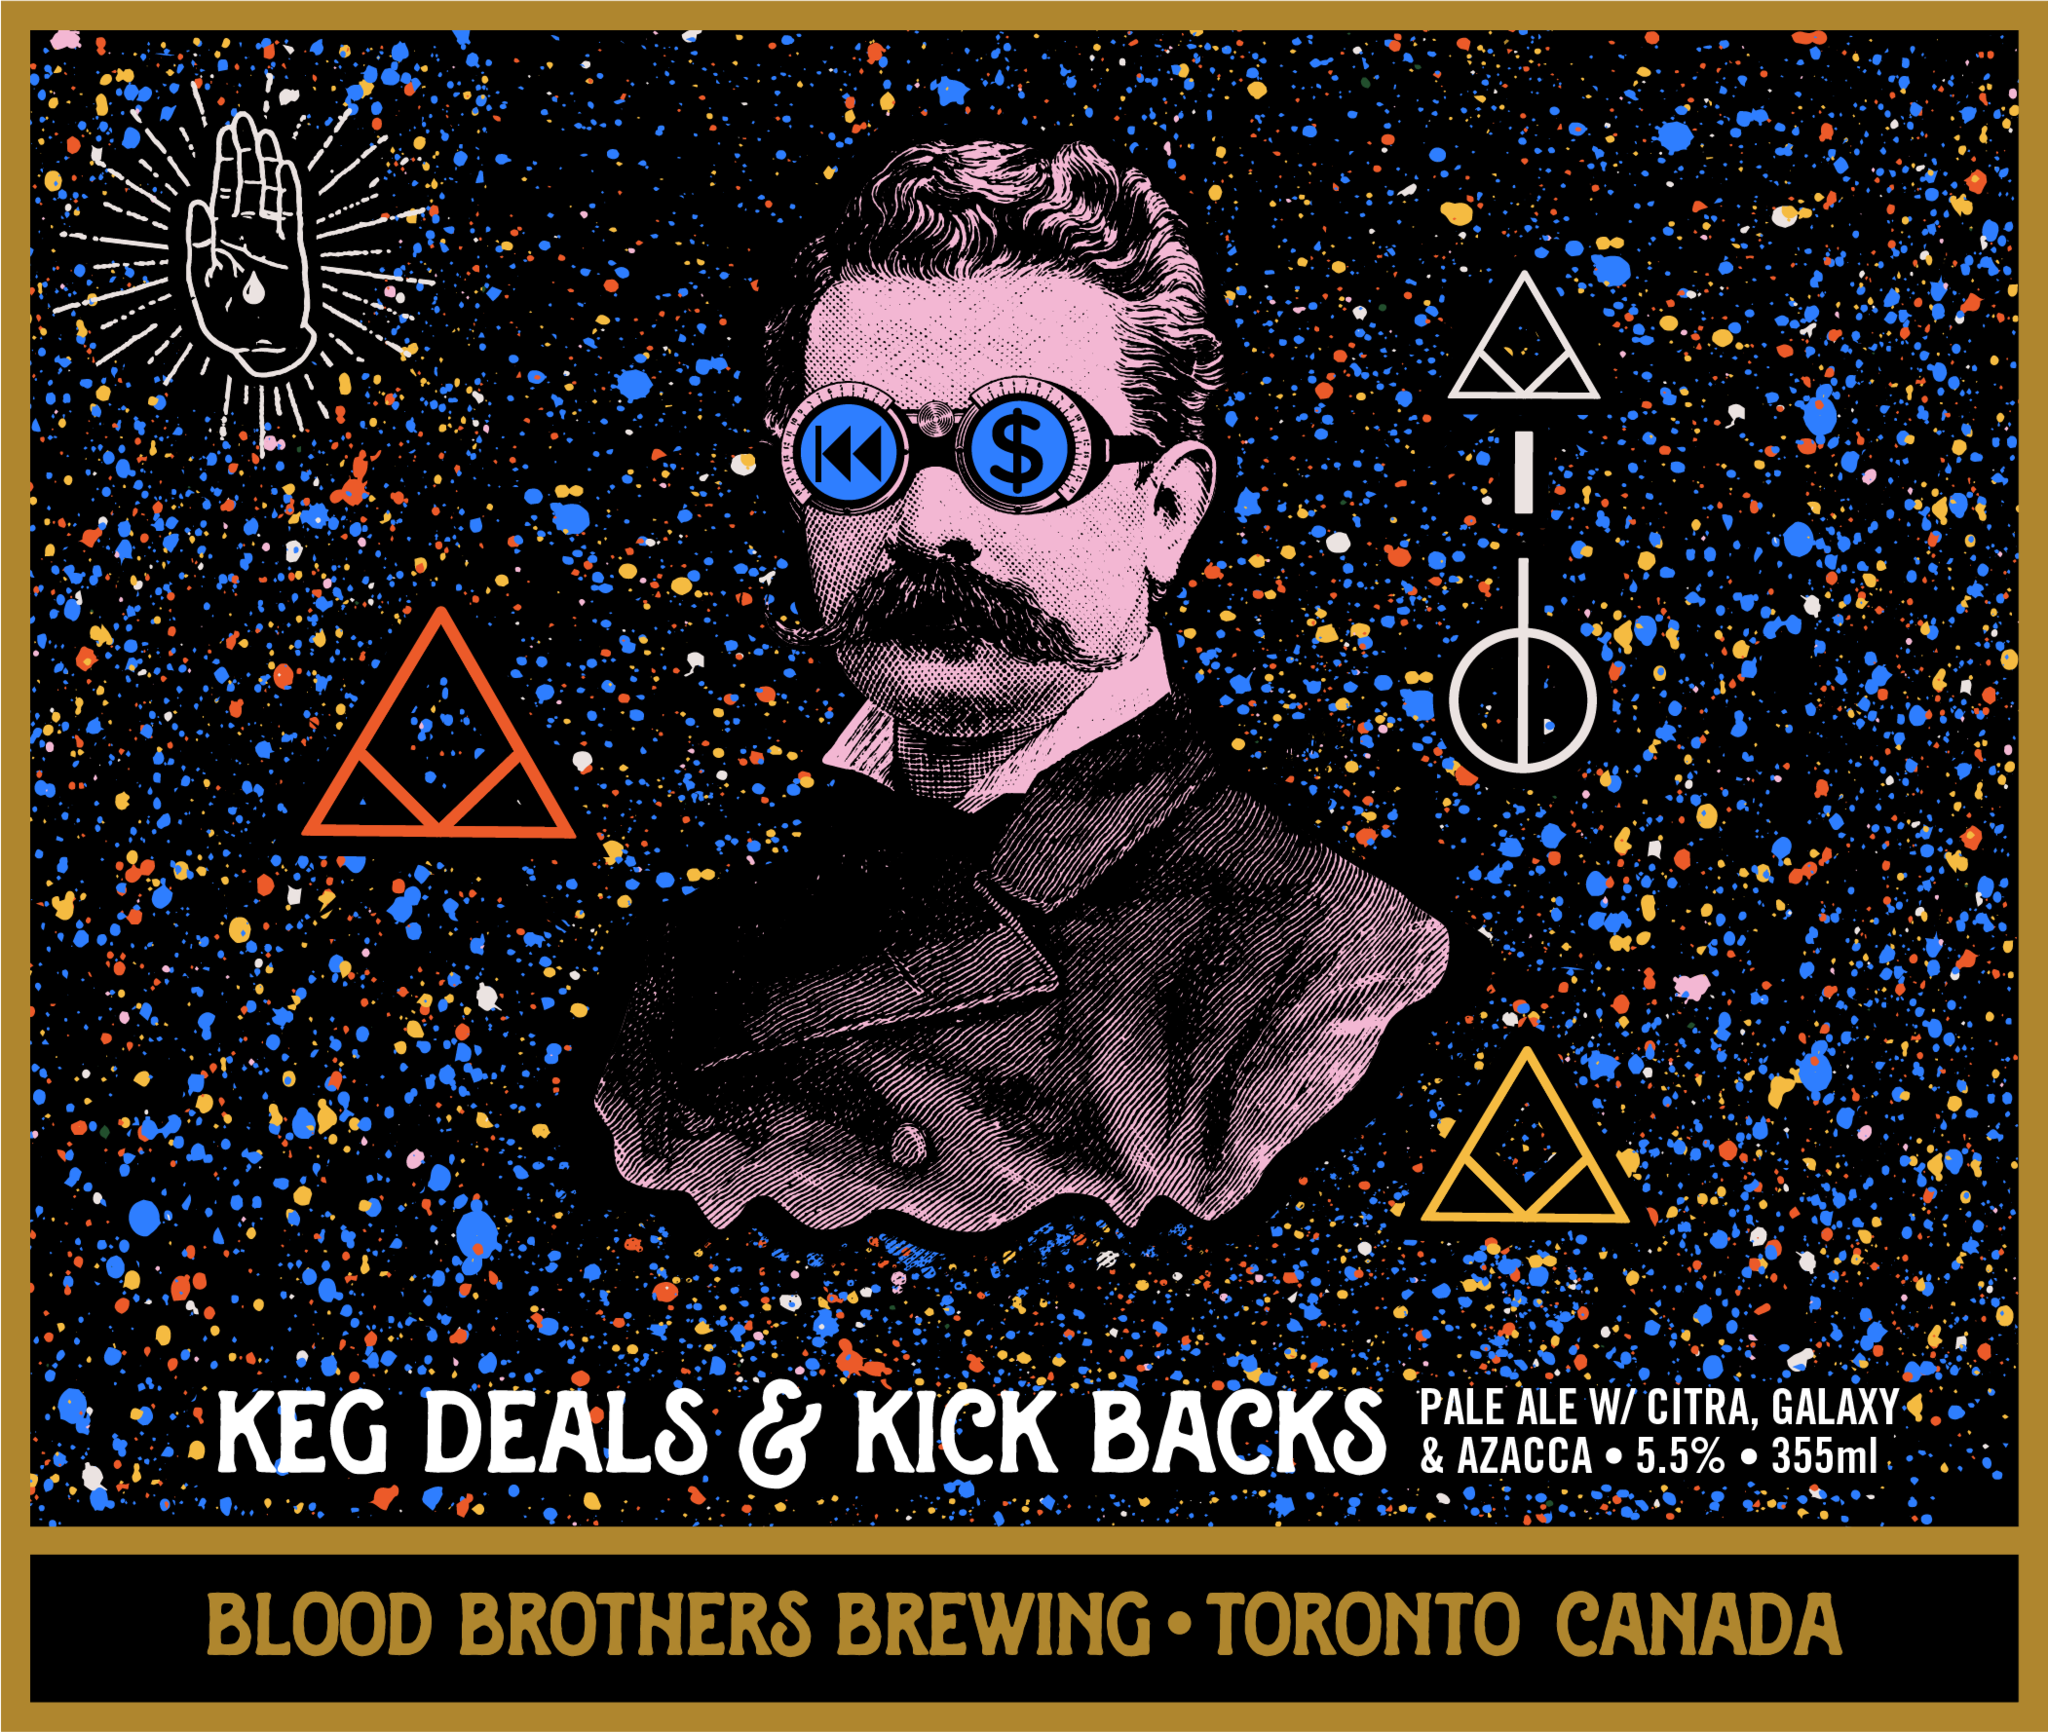 $
KEG DEALS & KICK BACKS
PALE ALE W/ CITRA, GALAXY
& AZACCA • 5.5% • 355ml
BLOOD BROTHERS BREWING • TORONTO CANADA